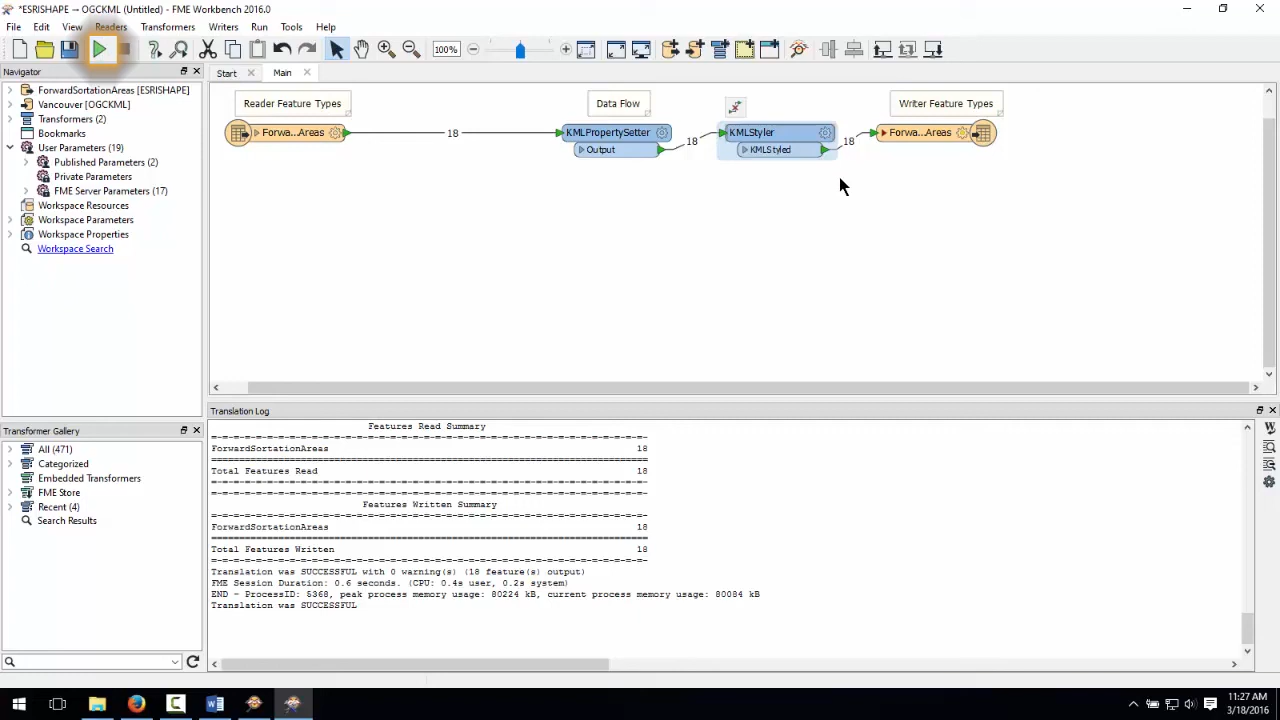 *ESRISHAPE → OGCKML (Untitled) - FME Workbench 2016.0
File Edit View Readers Transformers Writers Run Tools Help
100%
Navigator
Start Main
ForwardSortationAreas [ESRISHAPE]
Vancouver [OGCKML]
Transformers (2)
Bookmarks
User Parameters (19)
Published Parameters (2)
Private Parameters
FME Server Parameters (17)
Workspace Resources
Workspace Parameters
Workspace Properties
Workspace Search
Reader Feature Types
Data Flow
Writer Feature Types
Forwa...Areas
18
KMLPropertySetter
Output
18
KMLStyler
KMLStyled
18
Forwa...Areas
Transformer Gallery
All (471)
Categorized
Embedded Transformers
FME Store
Recent (4)
Search Results
Translation Log
Features Read Summary
=-=-=-=-=-=-=-=-=-=-=-=-=-=-=-=-=-=-=-=-=-=-=-=-=-=-=-=-=-=-=-=-=-=-=-=-=-=-=-
ForwardSortationAreas 18
==============================================================================
Total Features Read 18
=-=-=-=-=-=-=-=-=-=-=-=-=-=-=-=-=-=-=-=-=-=-=-=-=-=-=-=-=-=-=-=-=-=-=-=-=-=-=-
=-=-=-=-=-=-=-=-=-=-=-=-=-=-=-=-=-=-=-=-=-=-=-=-=-=-=-=-=-=-=-=-=-=-=-=-=-=-=-
Features Written Summary
=-=-=-=-=-=-=-=-=-=-=-=-=-=-=-=-=-=-=-=-=-=-=-=-=-=-=-=-=-=-=-=-=-=-=-=-=-=-=-
ForwardSortationAreas 18
==============================================================================
Total Features Written 18
=-=-=-=-=-=-=-=-=-=-=-=-=-=-=-=-=-=-=-=-=-=-=-=-=-=-=-=-=-=-=-=-=-=-=-=-=-=-=-
Translation was SUCCESSFUL with 0 warning(s) (18 feature(s) output)
FME Session Duration: 0.6 seconds. (CPU: 0.4s user, 0.2s system)
END - ProcessID: 5368, peak process memory usage: 80224 kB, current process memory usage: 80084 kB
Translation was SUCCESSFUL
11:27 AM
3/18/2016